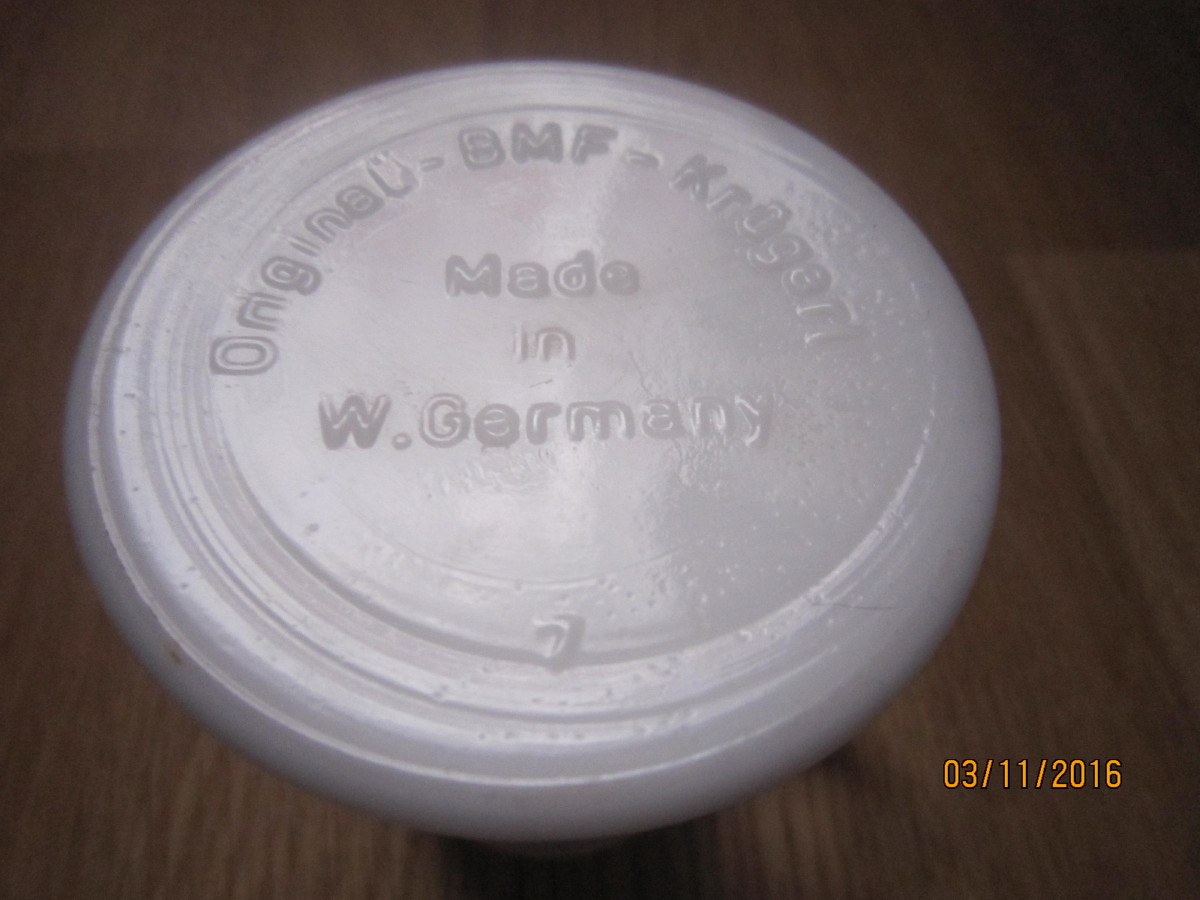 Original-BMF-Krügerl
Made
in
W.Germany
7
03/11/2016